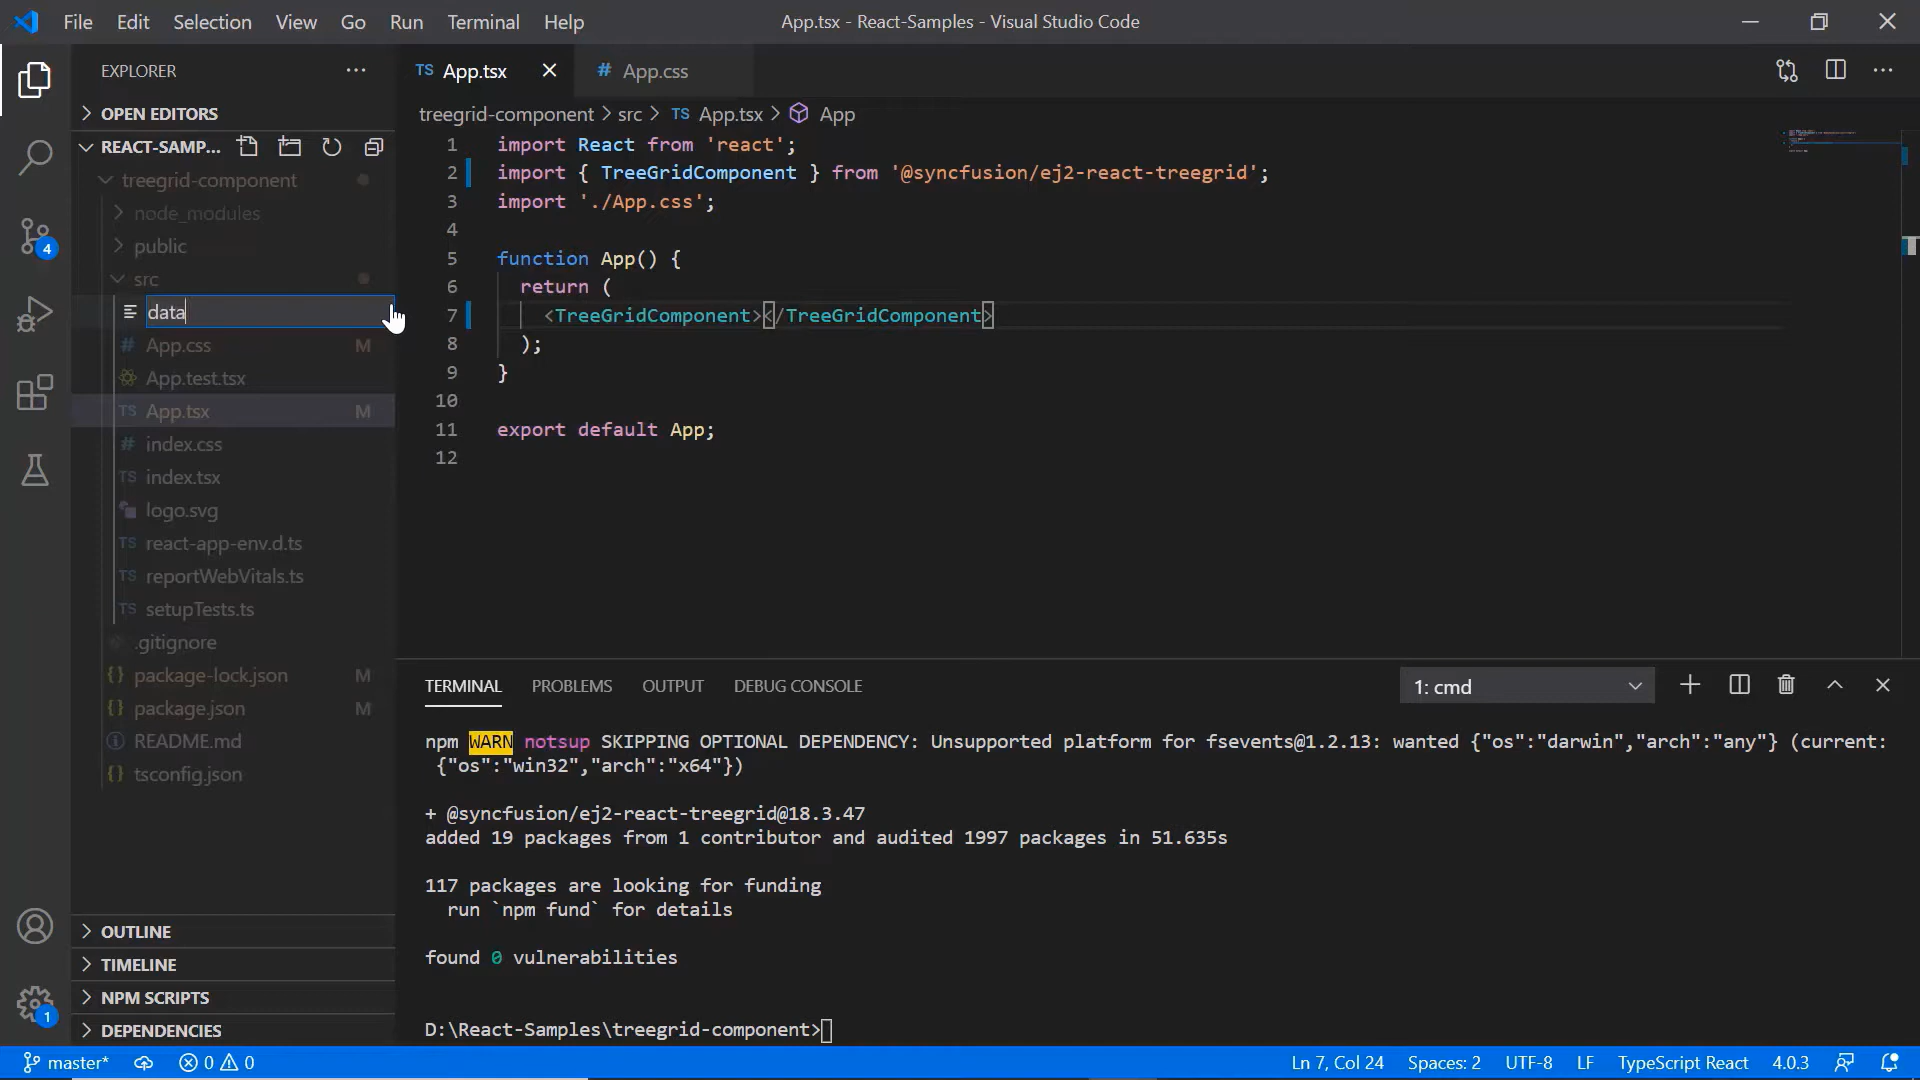 File Edit Selection View Go Run Terminal Help App.tsx - React-Samples - Visual Studio Code
EXPLORER
OPEN EDITORS
REACT-SAMP...
treegrid-component
node_modules
public
src
data
App.css M
App.test.tsx
TS App.tsx M
index.css
TS index.tsx
logo.svg
TS react-app-env.d.ts
TS reportWebVitals.ts
TS setupTests.ts
.gitignore
{} package-lock.json M
{} package.json M
README.md
{} tsconfig.json
OUTLINE
TIMELINE
NPM SCRIPTS
DEPENDENCIES
4
1
TS App.tsx # App.css
treegrid-component > src > TS App.tsx > App
1 import React from 'react';
2 import { TreeGridComponent } from '@syncfusion/ej2-react-treegrid';
3 import './App.css';
4
5 function App() {
6 return (
7 <TreeGridComponent></TreeGridComponent>
8 );
9 }
10
11 export default App;
12
TERMINAL PROBLEMS OUTPUT DEBUG CONSOLE 1: cmd
npm WARN notsup SKIPPING OPTIONAL DEPENDENCY: Unsupported platform for fsevents@1.2.13: wanted {"os":"darwin","arch":"any"} (current:
{"os":"win32","arch":"x64"})
+ @syncfusion/ej2-react-treegrid@18.3.47
added 19 packages from 1 contributor and audited 1997 packages in 51.635s
117 packages are looking for funding
run `npm fund` for details
found 0 vulnerabilities
D:\React-Samples\treegrid-component>
master* 0 0 Ln 7, Col 24 Spaces: 2 UTF-8 LF TypeScript React 4.0.3